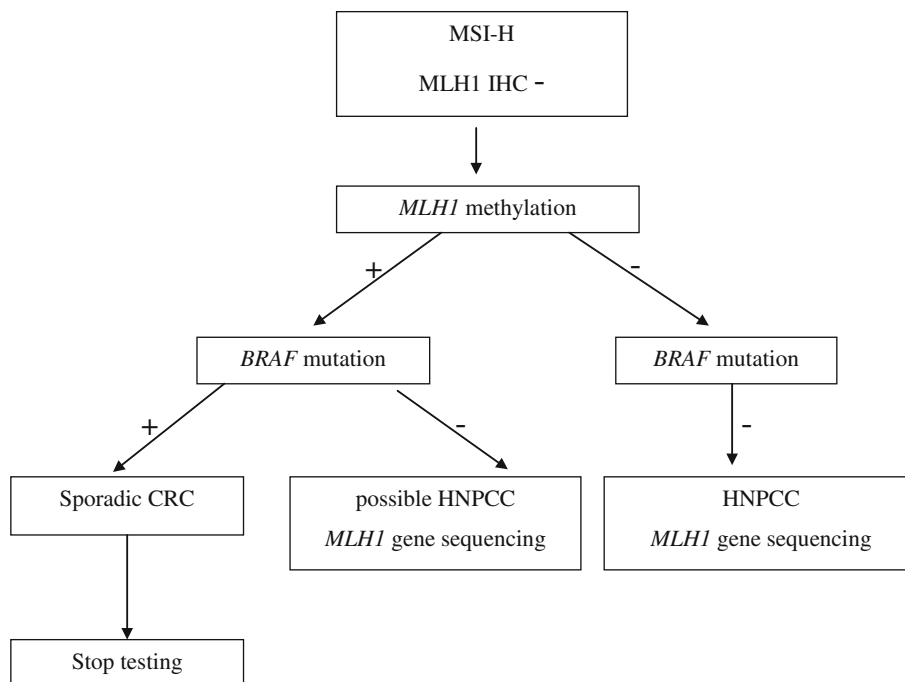 MSI-H
MLH1 IHC -
MLH1 methylation
+
-
BRAF mutation
BRAF mutation
+
-
-
Sporadic CRC
possible HNPCC
MLH1 gene sequencing
HNPCC
MLH1 gene sequencing
Stop testing